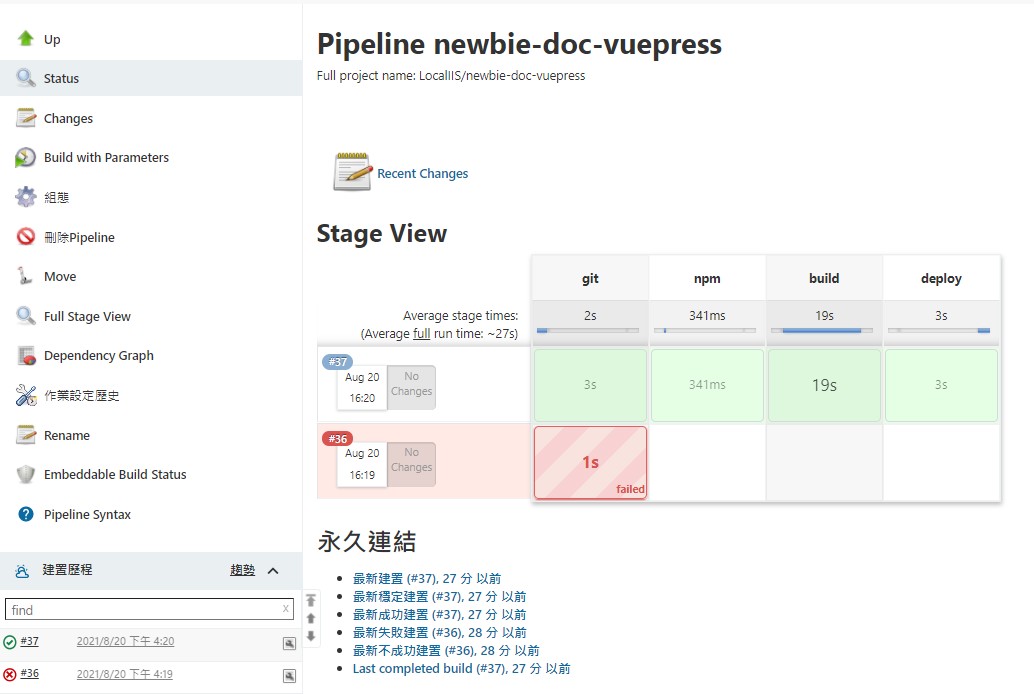 Up
Status
Changes
Build with Parameters
組態
刪除Pipeline
Move
Full Stage View
Dependency Graph
作業設定歷史
Rename
Embeddable Build Status
Pipeline Syntax
建置歷程 趨勢
find x
#37 2021/8/20 下午 4:20
#36 2021/8/20 下午 4:19
Pipeline newbie-doc-vuepress
Full project name: LocalIIS/newbie-doc-vuepress
Recent Changes
Stage View
git npm build deploy
Average stage times: 2s 341ms 19s 3s
(Average full run time: ~27s)
#37
Aug 20 No
16:20 Changes
3s 341ms 19s 3s
#36
Aug 20 No
16:19 Changes
1s
failed
永久連結
最新建置 (#37), 27 分 以前
最新穩定建置 (#37), 27 分 以前
最新成功建置 (#37), 27 分 以前
最新失敗建置 (#36), 28 分 以前
最新不成功建置 (#36), 28 分 以前
Last completed build (#37), 27 分 以前